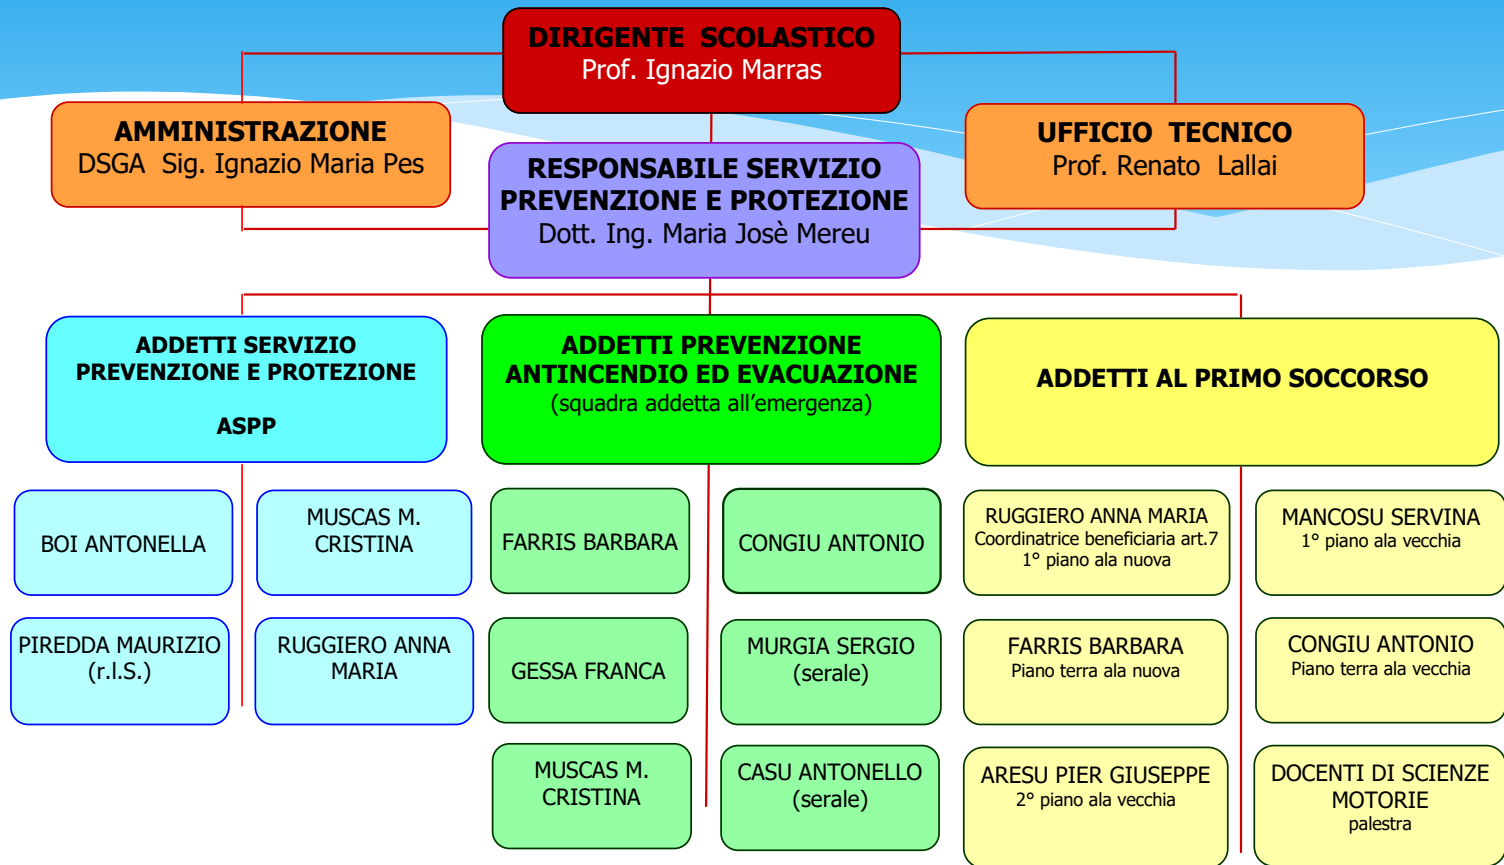 DIRIGENTE SCOLASTICO
Prof. Ignazio Marras
AMMINISTRAZIONE
DSGA Sig. Ignazio Maria Pes
RESPONSABILE SERVIZIO
PREVENZIONE E PROTEZIONE
Dott. Ing. Maria Josè Mereu
UFFICIO TECNICO
Prof. Renato Lallai
ADDETTI SERVIZIO
PREVENZIONE E PROTEZIONE
ASPP
ADDETTI PREVENZIONE
ANTINCENDIO ED EVACUAZIONE
(squadra addetta all'emergenza)
ADDETTI AL PRIMO SOCCORSO
BOI ANTONELLA
MUSCAS M.
CRISTINA
PIREDDA MAURIZIO
(r.l.S.)
RUGGIERO ANNA
MARIA
FARRIS BARBARA
CONGIU ANTONIO
GESSA FRANCA
MURGIA SERGIO
(serale)
MUSCAS M.
CRISTINA
CASU ANTONELLO
(serale)
RUGGIERO ANNA MARIA
Coordinatrice beneficiaria art.7
1° piano ala nuova
MANCOSU SERVINA
1° piano ala vecchia
FARRIS BARBARA
Piano terra ala nuova
CONGIU ANTONIO
Piano terra ala vecchia
ARESU PIER GIUSEPPE
2° piano ala vecchia
DOCENTI DI SCIENZE
MOTORIE
palestra